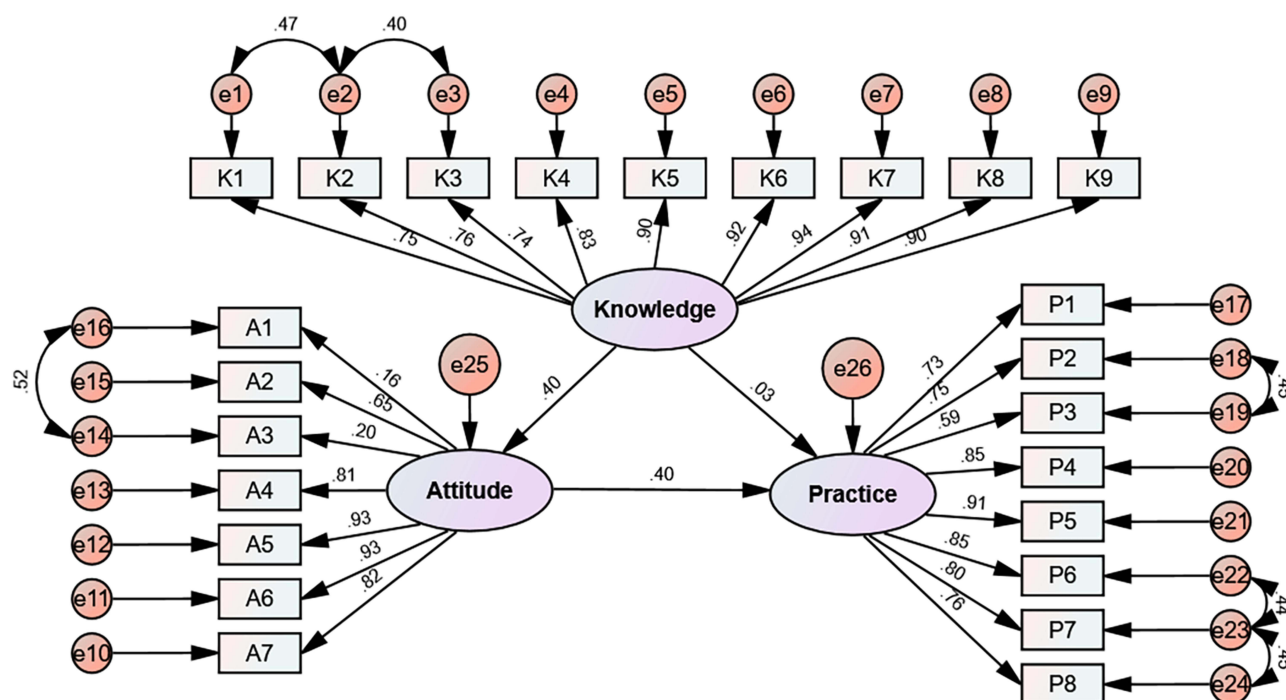 .47 .40
e1 e2 e3 e4 e5 e6 e7 e8 e9
K1 K2 K3 K4 K5 K6 K7 K8 K9
.75 .76 .74 .83 .90 .92 .94 .91 .90
Knowledge
e16 A1 e25 e26 P1 e17
.16 .40 .03 .73
.52 e15 A2 .65 .75 P2 e18
.45
e14 A3 .20 .59 P3 e19
e13 A4 .81 Attitude .40 Practice .85 P4 e20
e12 A5 .93 .91 P5 e21
e11 A6 .93 .85 P6 e22
.44
e10 A7 .82 .80 P7 e23
.45
.76 P8 e24